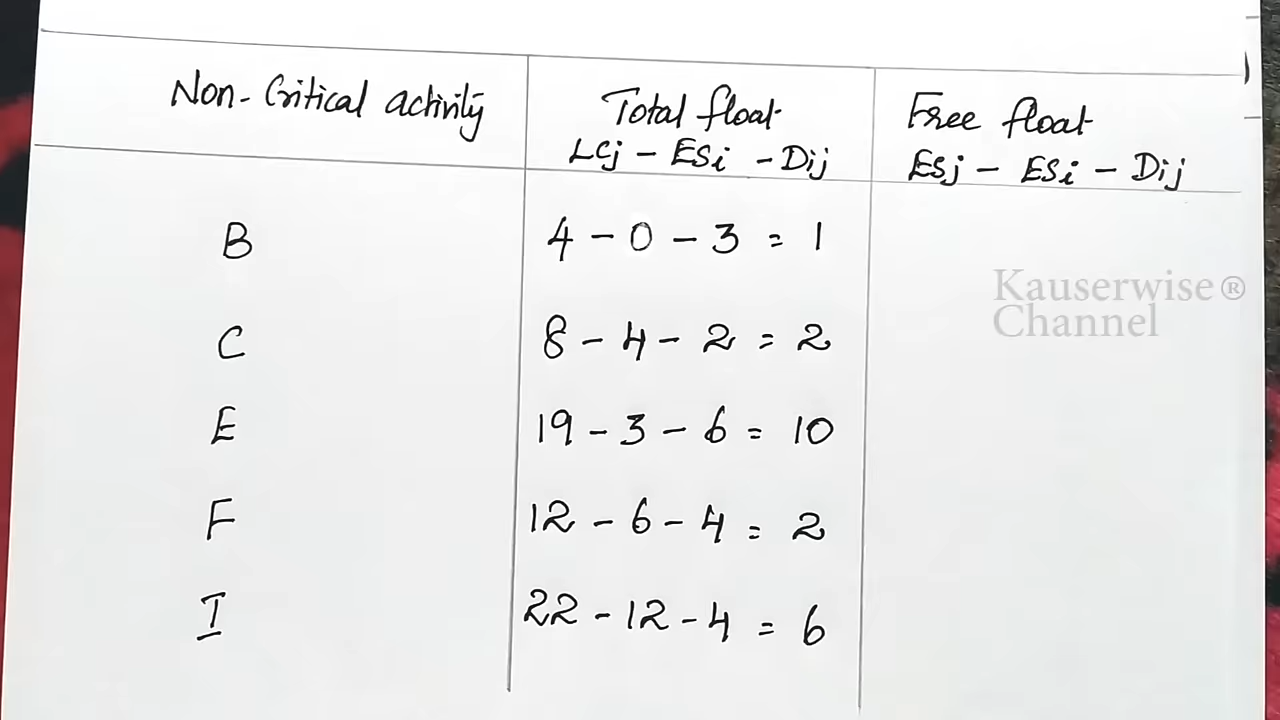 Non-Critical activity Total float Free float
LCj - ESi - Dij ESj - ESi - Dij
B 4 - 0 - 3 = 1
Kauserwise®
Channel
C 8 - 4 - 2 = 2
E 19 - 3 - 6 = 10
F 12 - 6 - 4 = 2
I 22 - 12 - 4 = 6